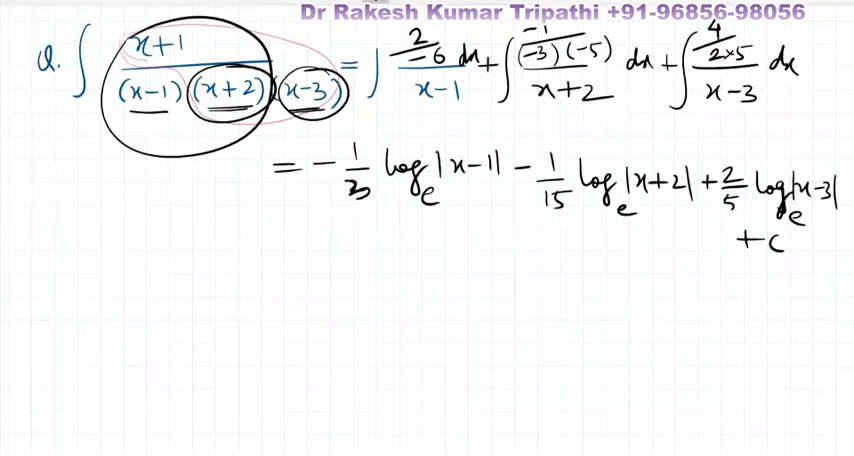 Dr Rakesh Kumar Tripathi +91-96856-98056
Q. ∫ (x+1)/((x-1)(x+2)(x-3)) = ∫ (2/-6)/(x-1) dx + ∫ (-1/((-3)(-5)))/(x+2) dx + ∫ (4/(2×5))/(x-3) dx
= -1/3 log_e|x-1| - 1/15 log_e|x+2| + 2/5 log_e|x-3|
+c